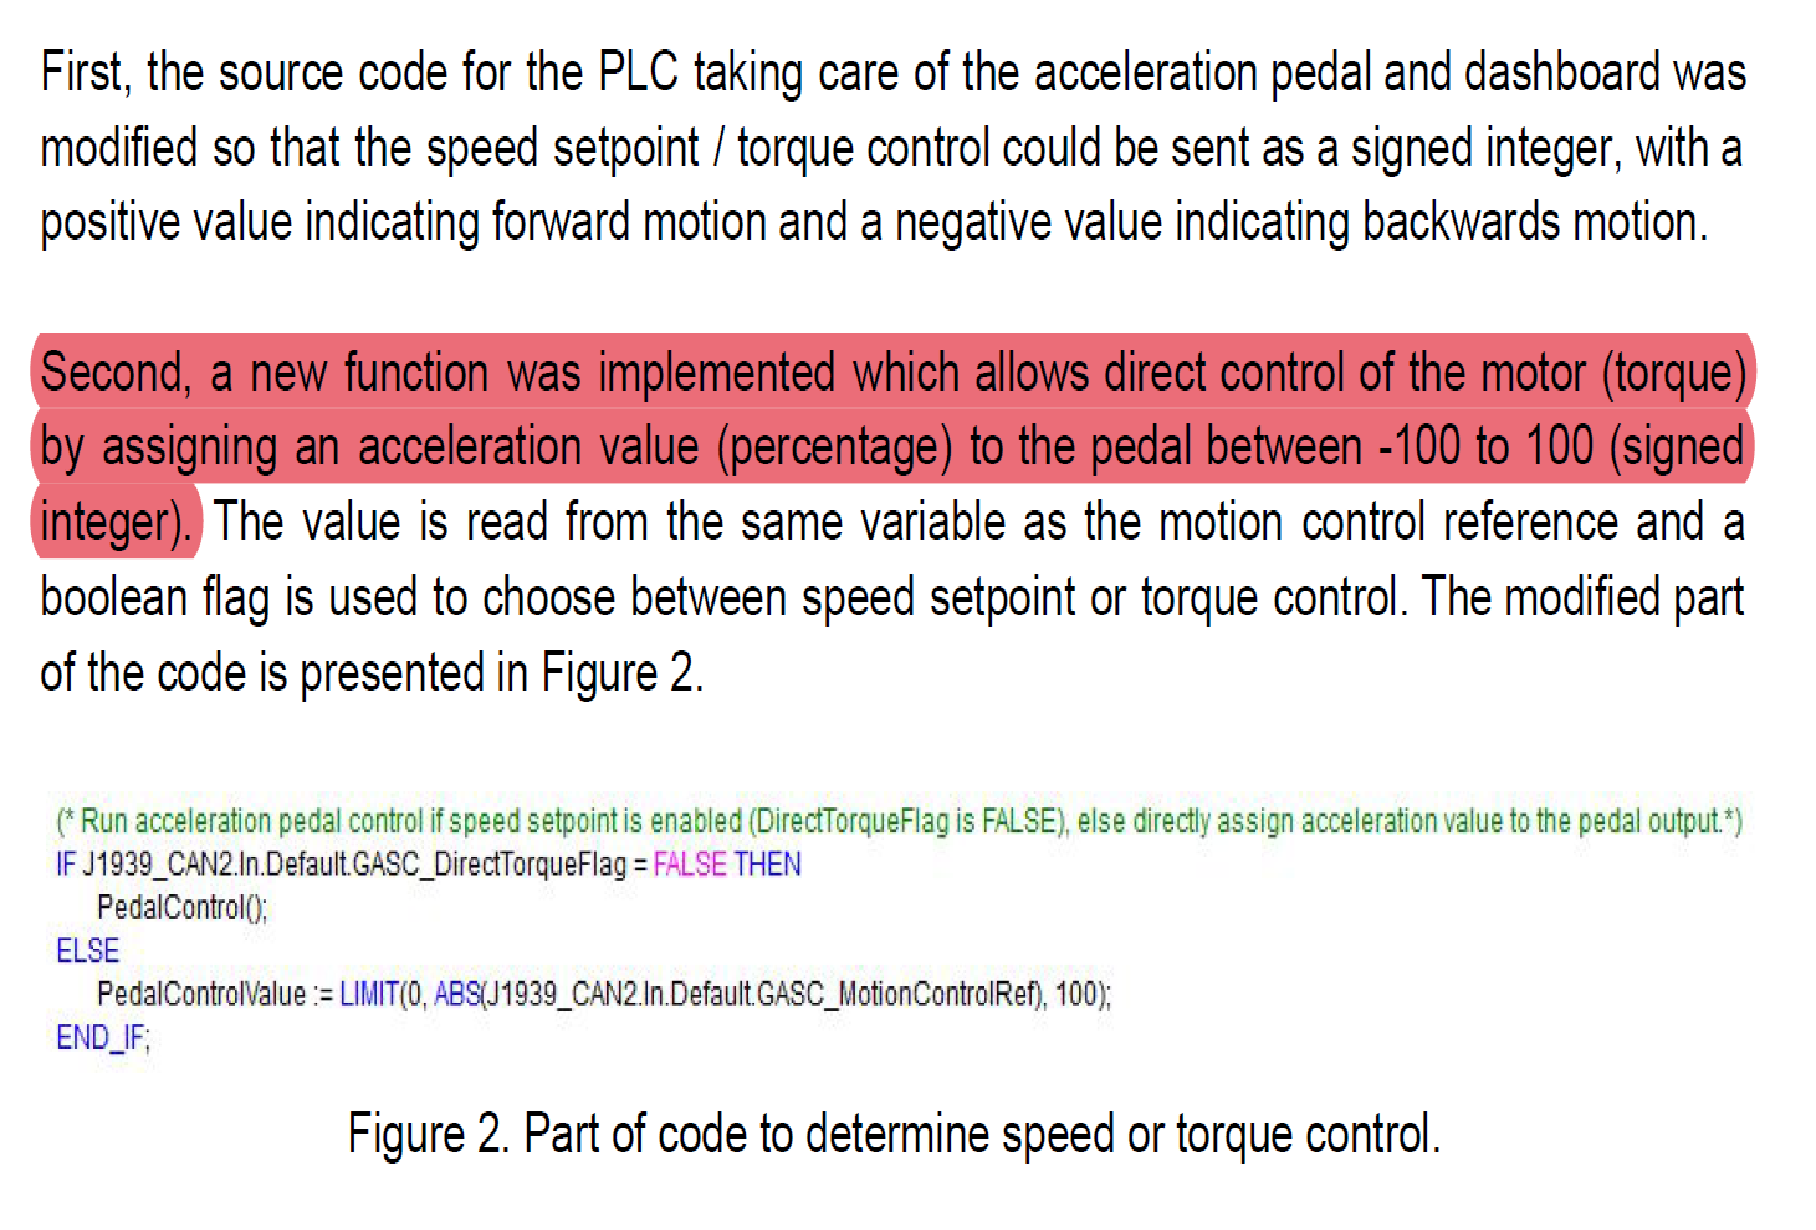 First, the source code for the PLC taking care of the acceleration pedal and dashboard was
modified so that the speed setpoint / torque control could be sent as a signed integer, with a
positive value indicating forward motion and a negative value indicating backwards motion.
Second, a new function was implemented which allows direct control of the motor (torque)
by assigning an acceleration value (percentage) to the pedal between -100 to 100 (signed
integer). The value is read from the same variable as the motion control reference and a
boolean flag is used to choose between speed setpoint or torque control. The modified part
of the code is presented in Figure 2.
(* Run acceleration pedal control if speed setpoint is enabled (DirectTorqueFlag is FALSE), else directly assign acceleration value to the pedal output.*)
IF J1939_CAN2.In.Default.GASC_DirectTorqueFlag = FALSE THEN
PedalControl();
ELSE
PedalControlValue := LIMIT(0, ABS(J1939_CAN2.In.Default.GASC_MotionControlRef), 100);
END_IF;
Figure 2. Part of code to determine speed or torque control.